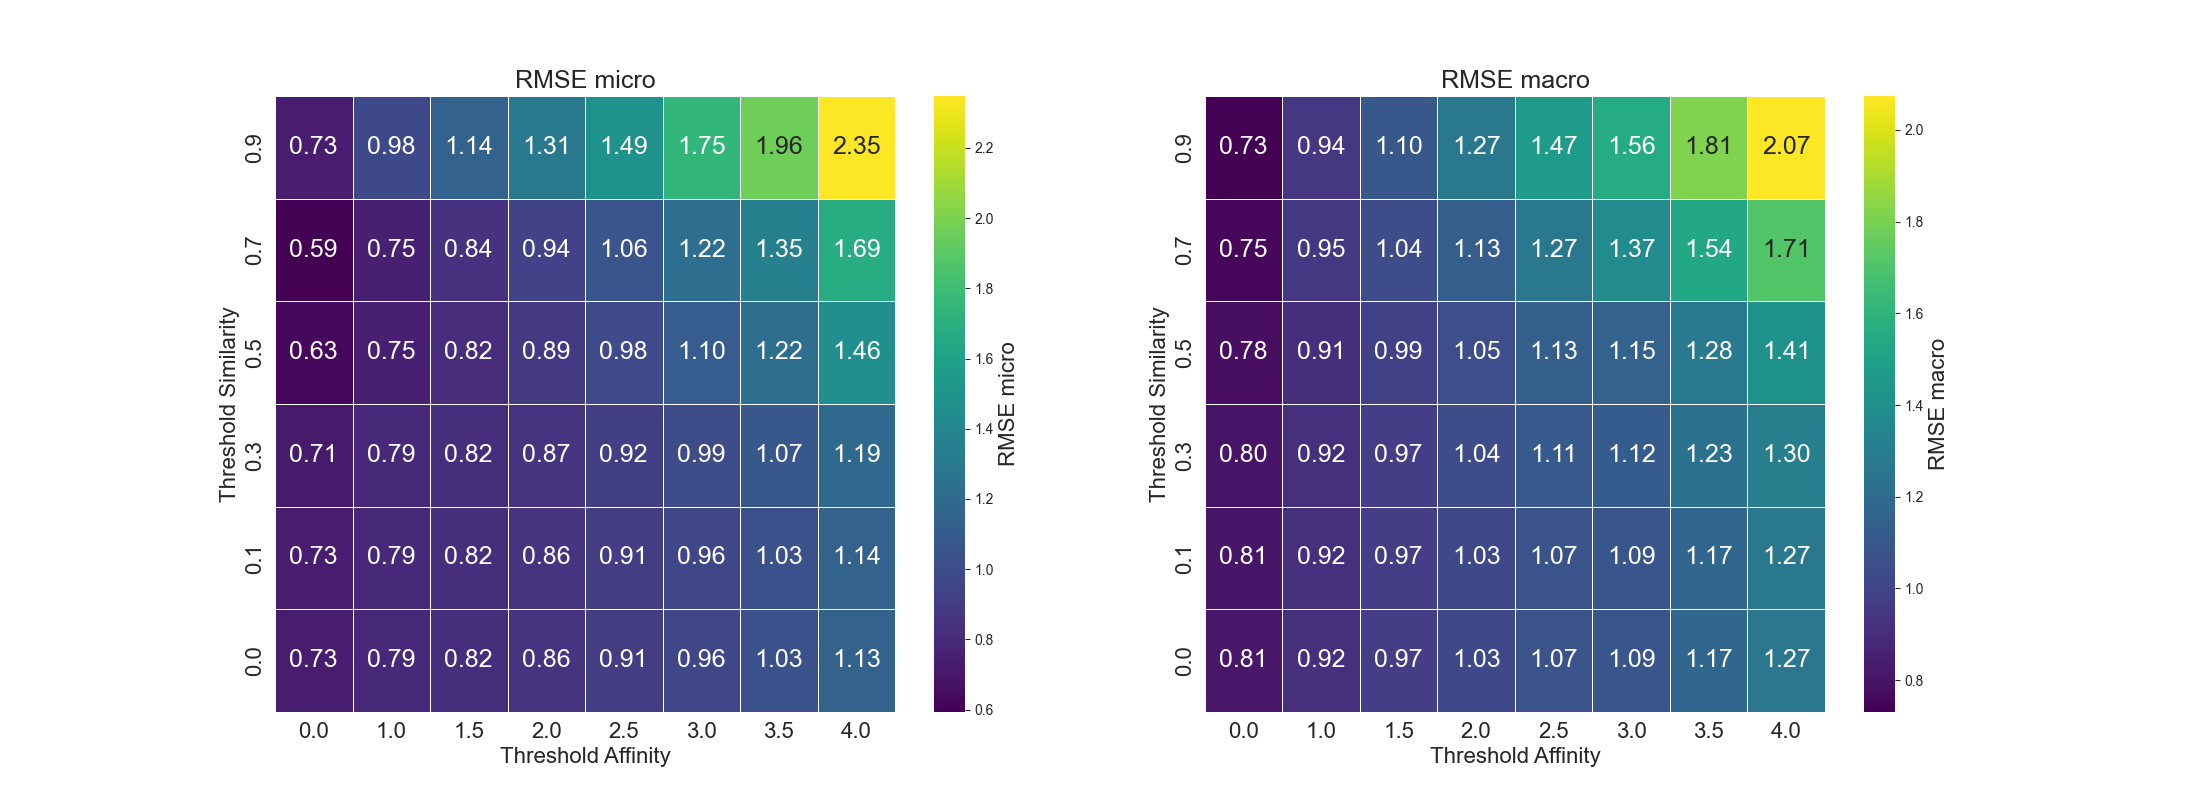 RMSE micro
0.9 0.73 0.98 1.14 1.31 1.49 1.75 1.96 2.35
0.7 0.59 0.75 0.84 0.94 1.06 1.22 1.35 1.69
0.5 0.63 0.75 0.82 0.89 0.98 1.10 1.22 1.46
0.3 0.71 0.79 0.82 0.87 0.92 0.99 1.07 1.19
0.1 0.73 0.79 0.82 0.86 0.91 0.96 1.03 1.14
0.0 0.73 0.79 0.82 0.86 0.91 0.96 1.03 1.13
0.0 1.0 1.5 2.0 2.5 3.0 3.5 4.0
Threshold Affinity
Threshold Similarity
2.2
2.0
1.8
1.6
1.4
1.2
1.0
0.8
0.6
RMSE micro
RMSE macro
0.9 0.73 0.94 1.10 1.27 1.47 1.56 1.81 2.07
0.7 0.75 0.95 1.04 1.13 1.27 1.37 1.54 1.71
0.5 0.78 0.91 0.99 1.05 1.13 1.15 1.28 1.41
0.3 0.80 0.92 0.97 1.04 1.11 1.12 1.23 1.30
0.1 0.81 0.92 0.97 1.03 1.07 1.09 1.17 1.27
0.0 0.81 0.92 0.97 1.03 1.07 1.09 1.17 1.27
0.0 1.0 1.5 2.0 2.5 3.0 3.5 4.0
Threshold Affinity
Threshold Similarity
2.0
1.8
1.6
1.4
1.2
1.0
0.8
RMSE macro